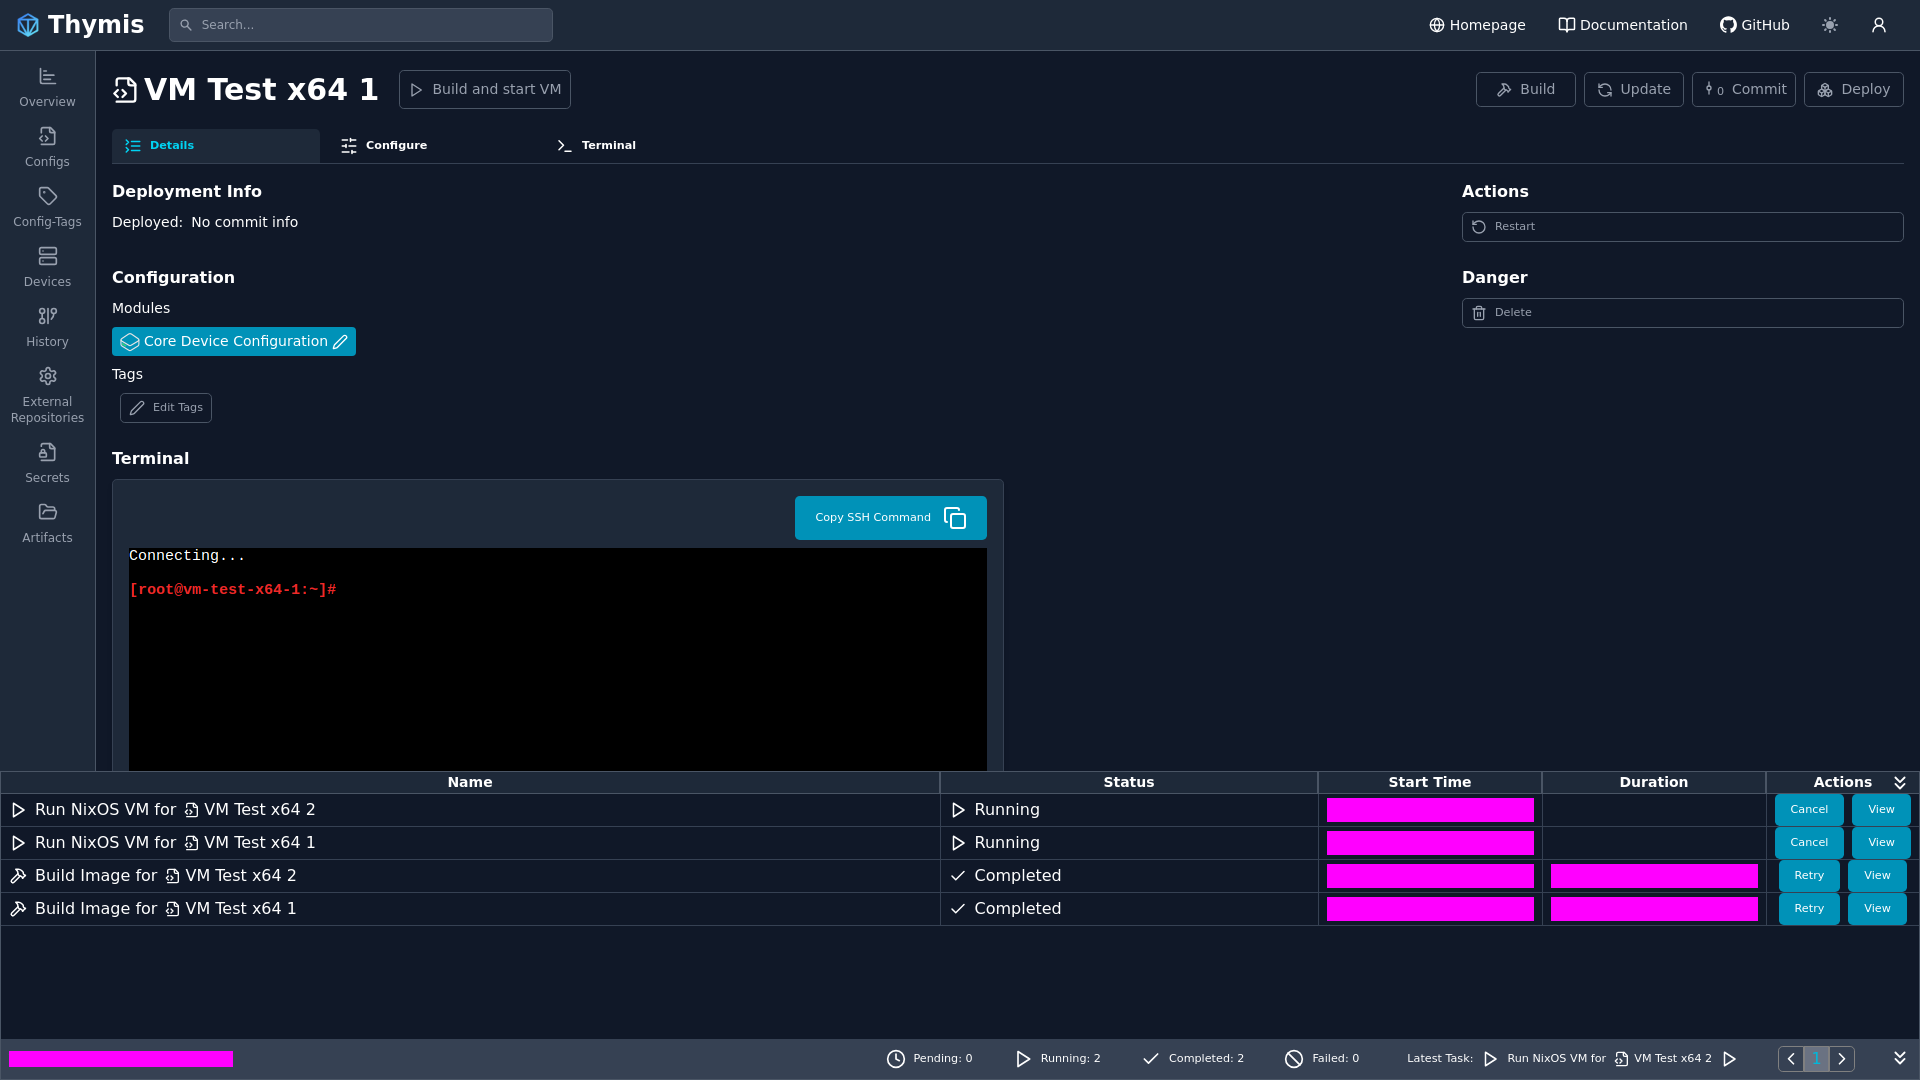 Thymis
Search...
Homepage
Documentation
GitHub
Overview
Configs
Config-Tags
Devices
History
External
Repositories
Secrets
Artifacts
VM Test x64 1
Build and start VM
Build
Update
0 Commit
Deploy
Details
Configure
Terminal
Deployment Info
Deployed: No commit info
Configuration
Modules
Core Device Configuration
Tags
Edit Tags
Actions
Restart
Danger
Delete
Terminal
Copy SSH Command
Connecting...
[root@vm-test-x64-1:~]#
Name Status Start Time Duration Actions
Run NixOS VM for VM Test x64 2 Running Cancel View
Run NixOS VM for VM Test x64 1 Running Cancel View
Build Image for VM Test x64 2 Completed Retry View
Build Image for VM Test x64 1 Completed Retry View
Pending: 0 Running: 2 Completed: 2 Failed: 0 Latest Task: Run NixOS VM for VM Test x64 2 1